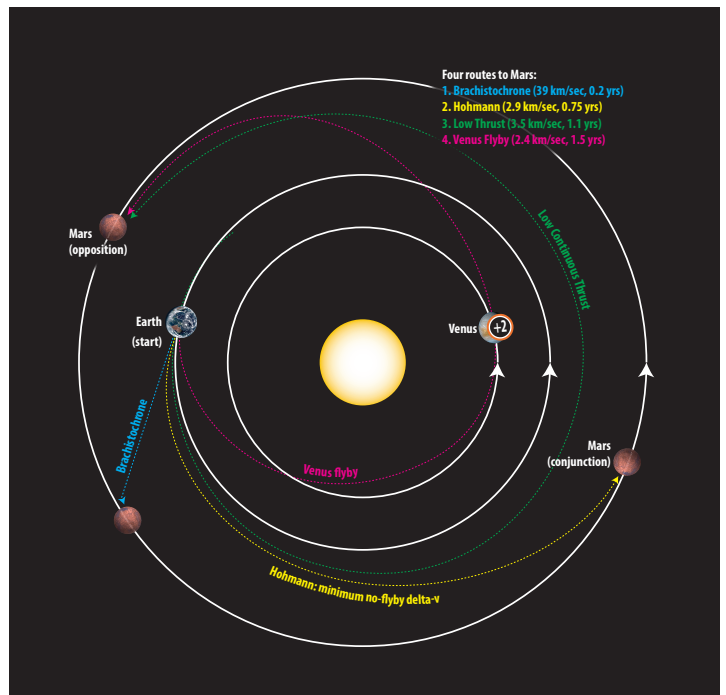 Four routes to Mars:
1. Brachistochrone (39 km/sec, 0.2 yrs)
2. Hohmann (2.9 km/sec, 0.75 yrs)
3. Low Thrust (3.5 km/sec, 1.1 yrs)
4. Venus Flyby (2.4 km/sec, 1.5 yrs)
Mars
(opposition)
Low Continuous Thrust
Earth
(start)
Venus
+2
Brachistochrone
Mars
(conjunction)
Venus flyby
Hohmann: minimum no-flyby delta-v